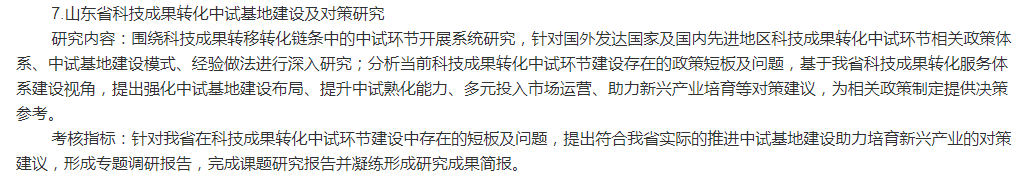 7.山东省科技成果转化中试基地建设及对策研究
研究内容：围绕科技成果转移转化链条中的中试环节开展系统研究，针对国外发达国家及国内先进地区科技成果转化中试环节相关政策体
系、中试基地建设模式、经验做法进行深入研究；分析当前科技成果转化中试环节建设存在的政策短板及问题，基于我省科技成果转化服务体
系建设视角，提出强化中试基地建设布局、提升中试熟化能力、多元投入市场运营、助力新兴产业培育等对策建议，为相关政策制定提供决策
参考。
考核指标：针对我省在科技成果转化中试环节建设中存在的短板及问题，提出符合我省实际的推进中试基地建设助力培育新兴产业的对策
建议，形成专题调研报告，完成课题研究报告并凝练形成研究成果简报。